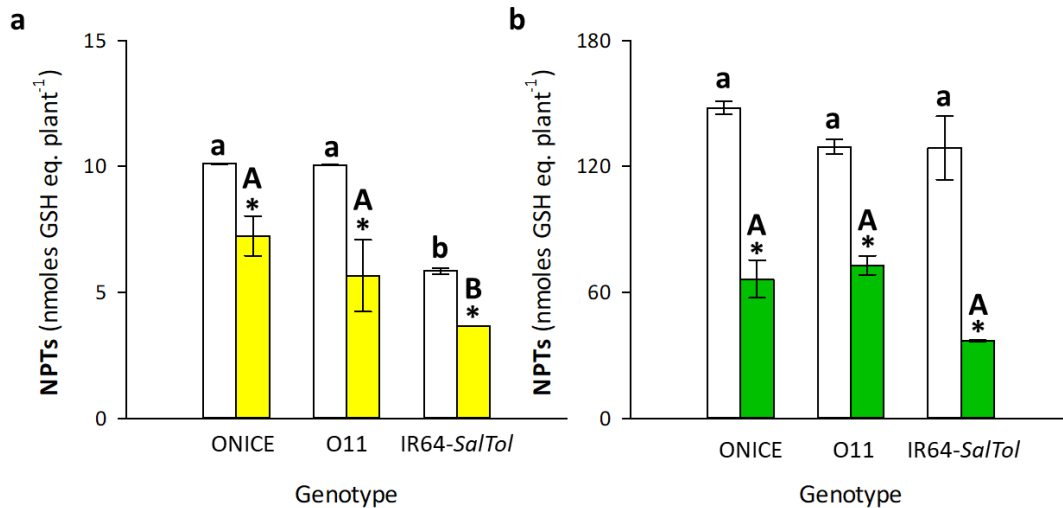 a
NPTs (nmoles GSH eq. plant⁻¹)
15
10
5
0
a
A
*
a
A
*
b
B
*
ONICE O11 IR64-SalTol
Genotype
b
NPTs (nmoles GSH eq. plant⁻¹)
180
120
60
0
a
A
*
a
A
*
a
A
*
ONICE O11 IR64-SalTol
Genotype